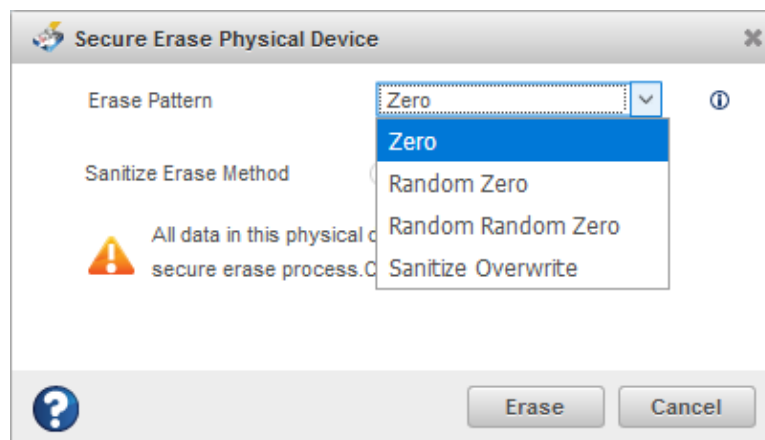 Secure Erase Physical Device
Erase Pattern
Zero
Zero
Random Zero
Random Random Zero
Sanitize Overwrite
Sanitize Erase Method
All data in this physical
secure erase process.
Erase
Cancel